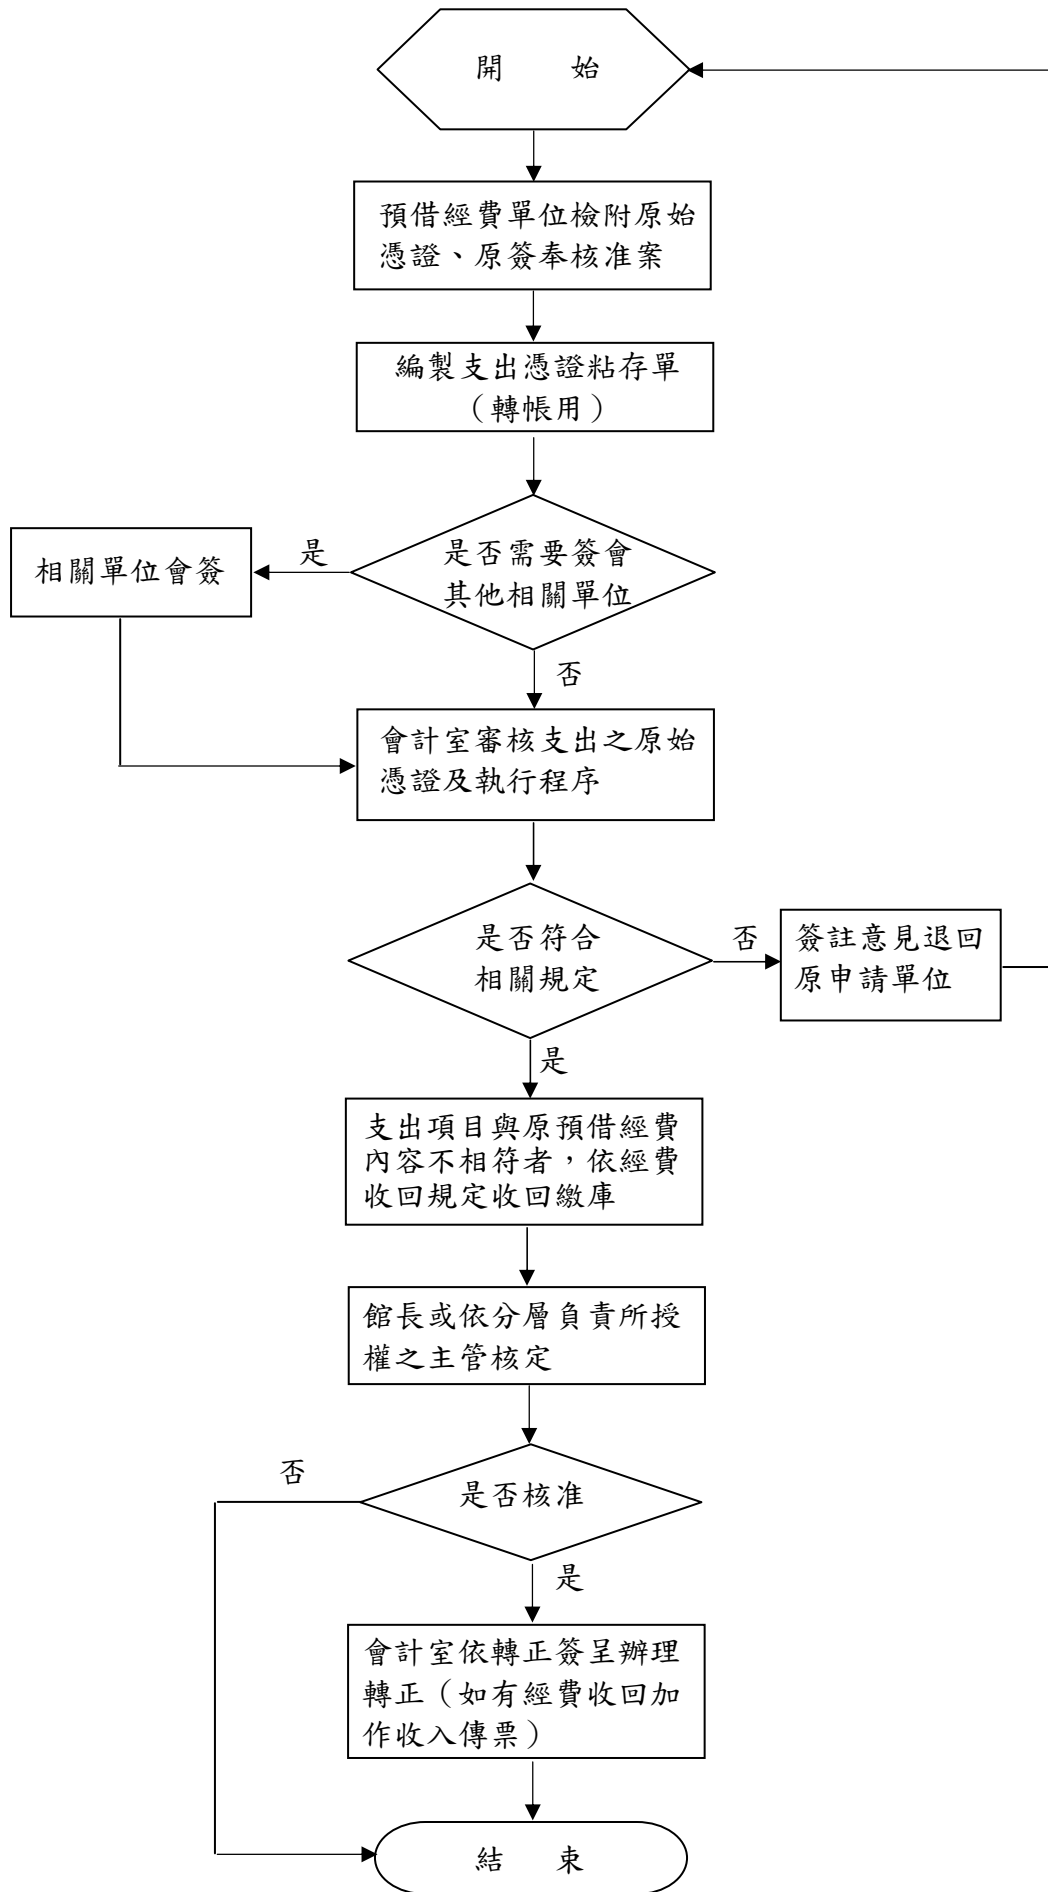 開 始
預借經費單位檢附原始
憑證、原簽奉核准案
編製支出憑證粘存單
（轉帳用）
是否需要簽會
其他相關單位
是
相關單位會簽
否
會計室審核支出之原始
憑證及執行程序
是否符合
相關規定
否
簽註意見退回
原申請單位
是
支出項目與原預借經費
內容不相符者，依經費
收回規定收回繳庫
館長或依分層負責所授
權之主管核定
是否核准
否
是
會計室依轉正簽呈辦理
轉正（如有經費收回加
作收入傳票）
結 束